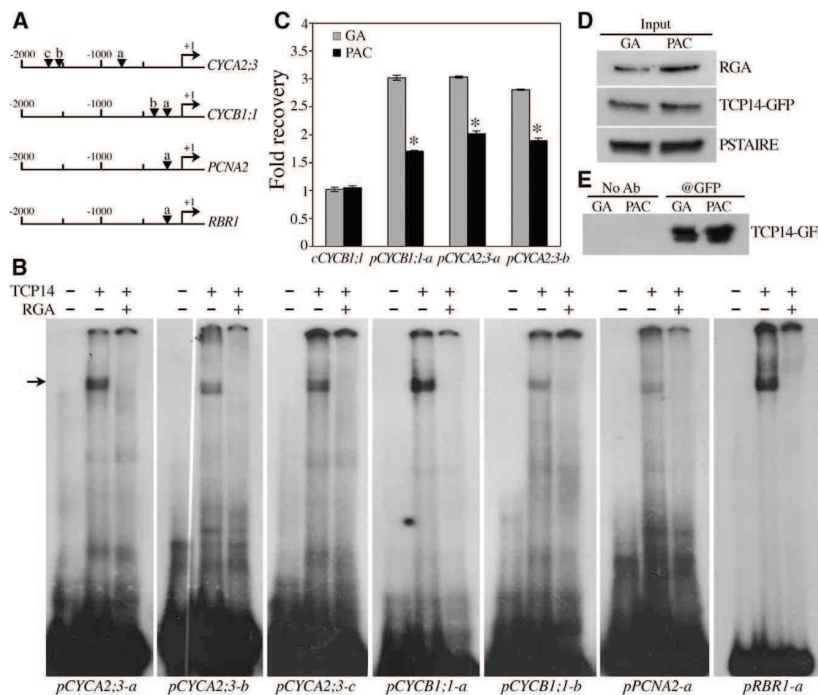 A
-2000 -1000 +1
c b a
CYCA2;3
-2000 -1000 +1
b a
CYCB1;1
-2000 -1000 +1
a
PCNA2
-2000 -1000 +1
a
RBR1
C
GA
PAC
Fold recovery
4
3.5
3
2.5
2
1.5
1
0.5
0
* * *
cCYCB1;1 pCYCB1;1-a pCYCA2;3-a pCYCA2;3-b
D
Input
GA PAC
RGA
TCP14-GFP
PSTAIRE
E
No Ab @GFP
GA PAC GA PAC
TCP14-GF
B
TCP14 - + + - + + - + + - + + - + + - + + - + +
RGA - + - + - + - + - + - + - +
pCYCA2;3-a pCYCA2;3-b pCYCA2;3-c pCYCB1;1-a pCYCB1;1-b pPCNA2-a pRBR1-a